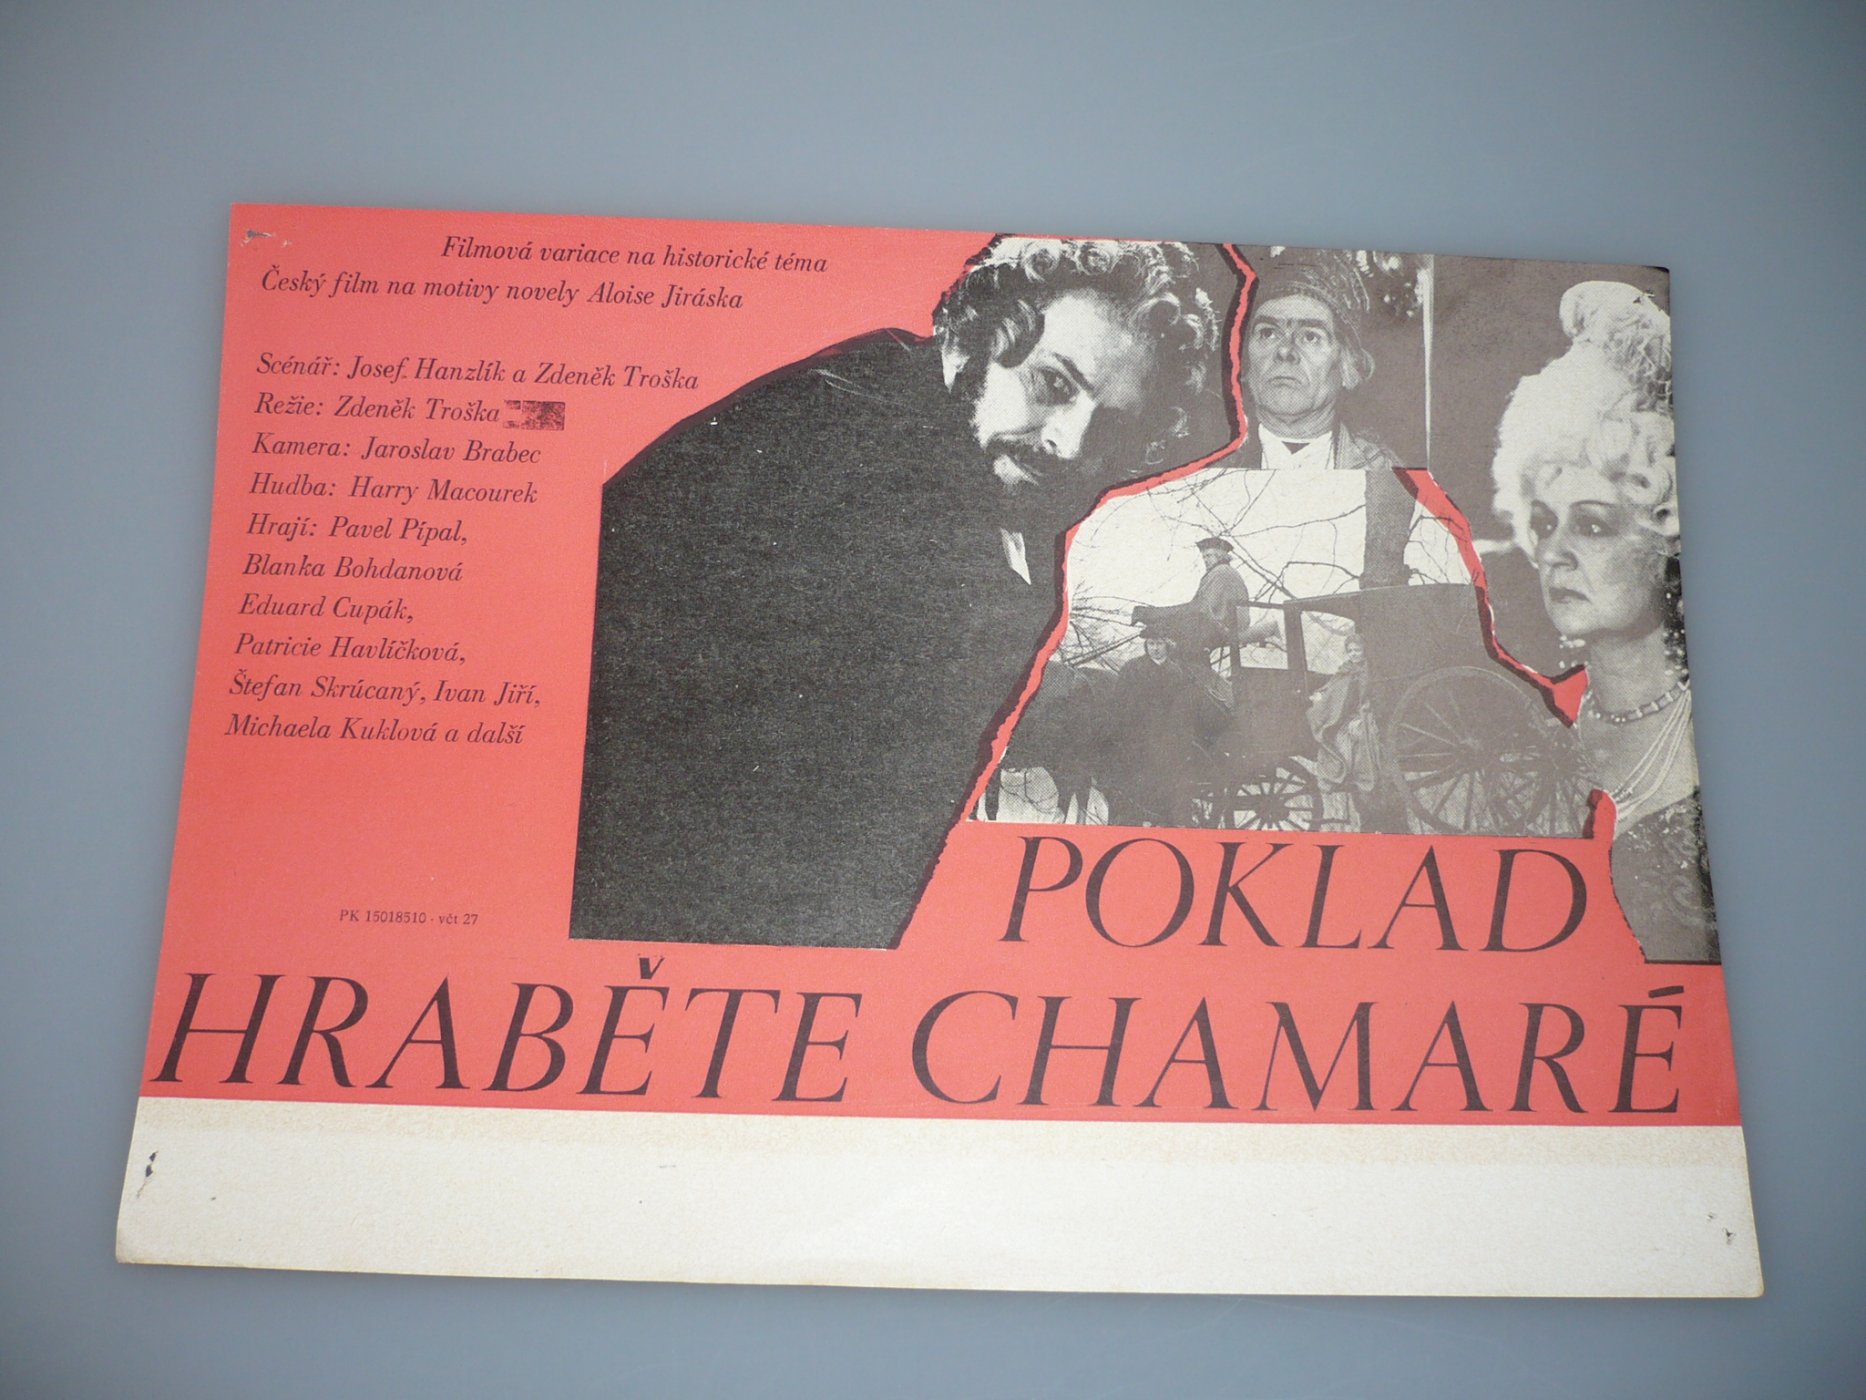 Filmová variace na historické téma
Český film na motivy novely Aloise Jiráska
Scénář: Josef Hanzlík a Zdeněk Troška
Režie: Zdeněk Troška
Kamera: Jaroslav Brabec
Hudba: Harry Macourek
Hrají: Pavel Pípal,
Blanka Bohdanová
Eduard Cupák,
Patricie Havlíčková,
Štefan Skrúcaný, Ivan Jiří,
Michaela Kuklová a další
PK 15018510 - včt 27
POKLAD
HRABĚTE CHAMARÉ